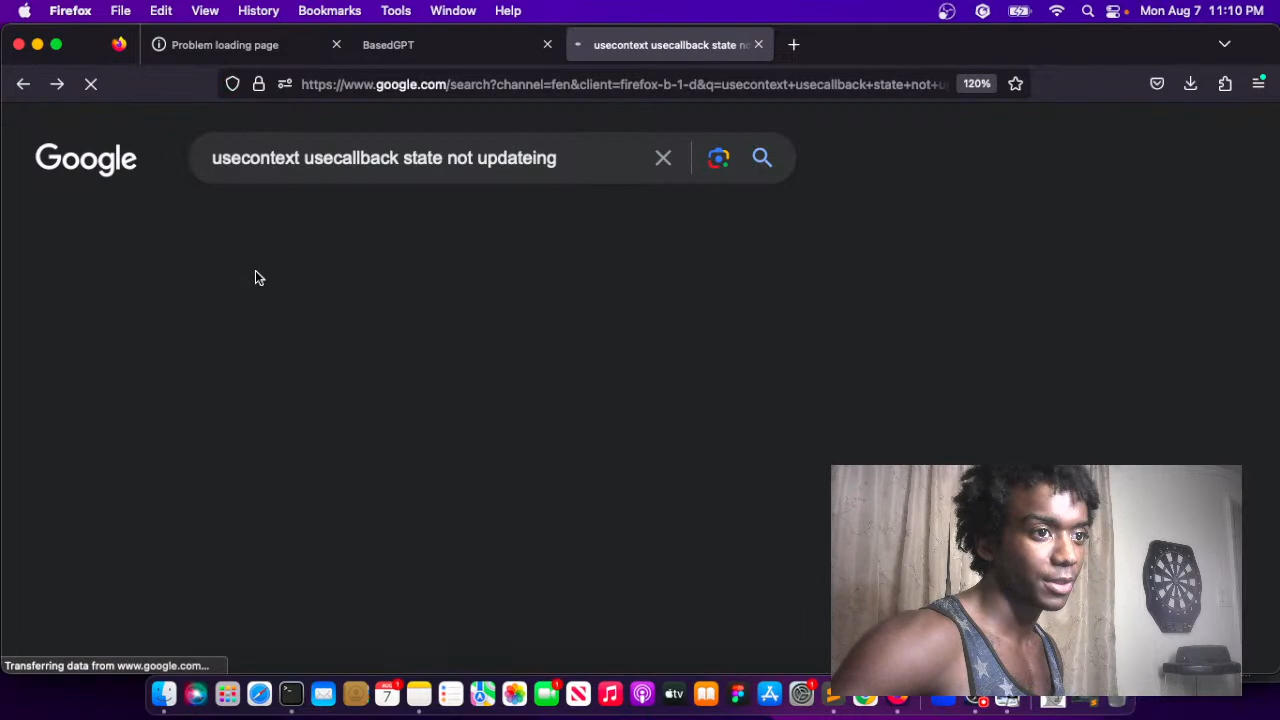 Firefox File Edit View History Bookmarks Tools Window Help Mon Aug 7 11:10 PM
Problem loading page BasedGPT usecontext usecallback state no
https://www.google.com/search?channel=fen&client=firefox-b-1-d&q=usecontext+usecallback+state+not+u 120%
Google usecontext usecallback state not updateing
Transferring data from www.google.com...